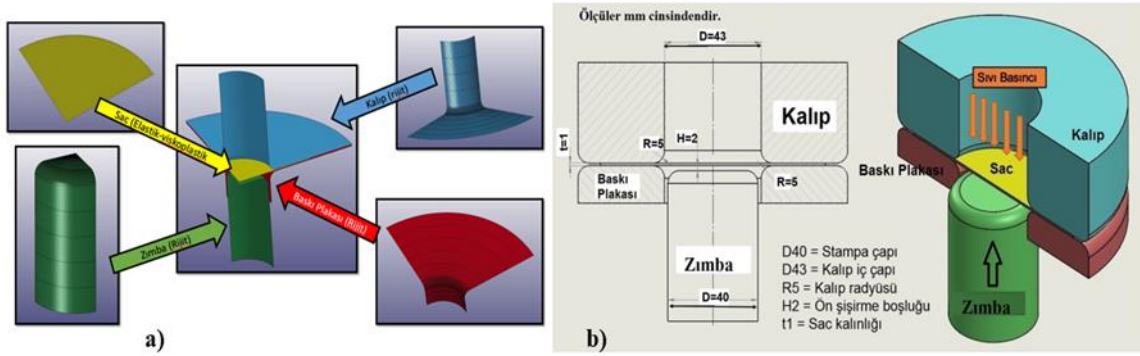 Sac (Elastik-viskoplastik
Kalıp (rijit)
Baskı Plakası (Rijit)
Zımba (Rijit)
a)
Ölçüler mm cinsindendir.
D=43
t=1
R=5
H=2
Kalıp
Baskı
Plakası
R=5
Zımba
D=40
D40 = Stampa çapı
D43 = Kalıp iç çapı
R5 = Kalıp radyüsü
H2 = Ön şişirme boşluğu
t1 = Sac kalınlığı
b)
Sıvı Basıncı
Kalıp
Baskı Plakası
Sac
Zımba